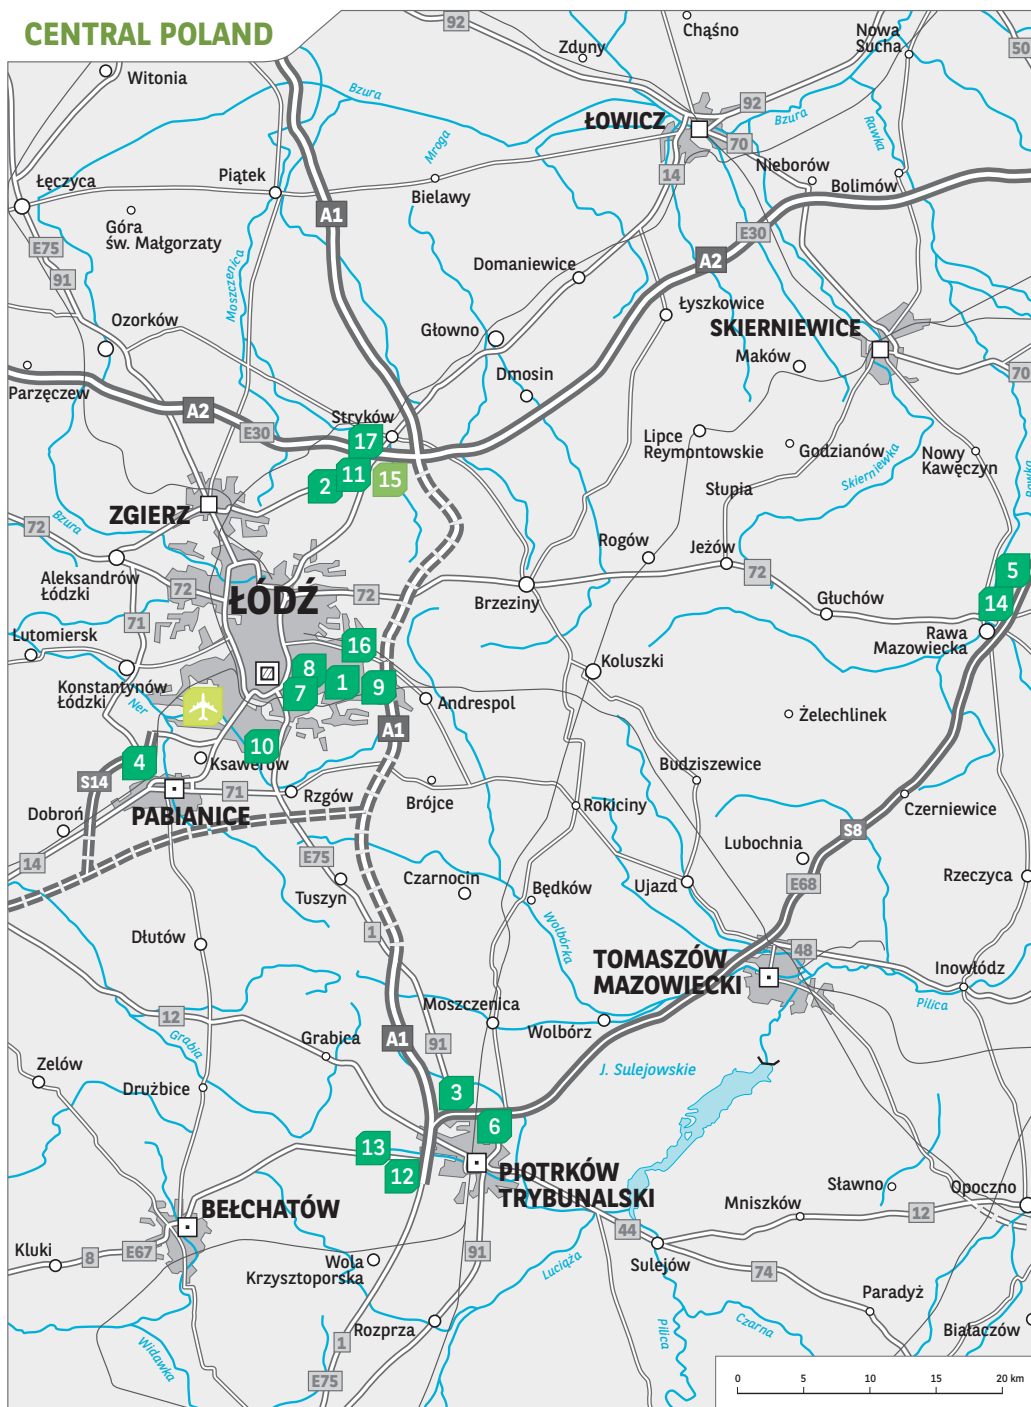 CENTRAL POLAND
92
Chąśno
Nowa
Sucha
50
Zduny
Witonia
Bzura
92
ŁOWICZ
Bzura
Rawka
70
Mroga
14
Nieborów
Bolimów
Łęczyca
Piątek
Bielawy
A1
Góra
św. Małgorzaty
E75
E30
91
Moszczenica
Domaniewice
A2
Łyszkowice
Ozorków
Głowno
SKIERNIEWICE
Maków
Parzęczew
Dmosin
70
A2
E30
Stryków
17
Lipce
Reymontowskie
Godzianów
Nowy
Kawęczyn
Skierniewka
Rawka
11
15
2
Słupia
ZGIERZ
Bzura
72
Rogów
Jeżów
72
5
Aleksandrów
Łódzki
72
ŁÓDŹ
72
Brzeziny
Głuchów
14
71
Rawa
Mazowiecka
Lutomiersk
16
Koluszki
8
1
9
7
Konstantynów
Łódzki
Ner
Andrespol
Żelechlinek
A1
10
4
Ksawerów
Budziszewice
S14
71
Rzgów
Brójce
Rokiciny
Czerniewice
Dobroń
PABIANICE
S8
14
E75
Lubochnia
Czarnocin
Będków
Ujazd
E68
Rzeczyca
Tuszyn
Wolbórka
1
Dłutów
48
TOMASZÓW
MAZOWIECKI
Inowłódz
Pilica
12
Moszczenica
Wolbórz
Grabia
Grabica
A1
91
Zelów
J. Sulejowskie
Drużbice
3
6
13
12
PIOTRKÓW
TRYBUNALSKI
Sławno
Opoczno
Mniszków
12
BEŁCHATÓW
44
Kluki
8
E67
Wola
Krzysztoporska
91
Luciąża
Sulejów
74
Paradyż
Rozprza
Pilica
Czarna
Białaczów
1
Widawka
E75
0 5 10 15 20 km